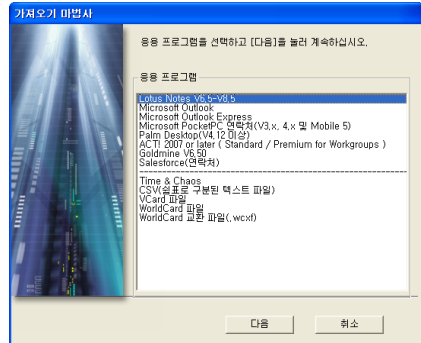 가져오기 마법사
응용 프로그램을 선택하고 [다음]을 눌러 계속하십시오.
응용 프로그램
Lotus Notes V6,5-V8,5
Microsoft Outlook
Microsoft Outlook Express
Microsoft PocketPC 연락처(V3,x, 4,x 및 Mobile 5)
Palm Desktop(V4,12 이상)
ACT! 2007 or later ( Standard / Premium for Workgroups )
Goldmine V6,50
Salesforce(연락처)
Time & Chaos
CSV(쉼표로 구분된 텍스트 파일)
VCard 파일
WorldCard 파일
WorldCard 교환 파일(,wcxf)
다음
취소